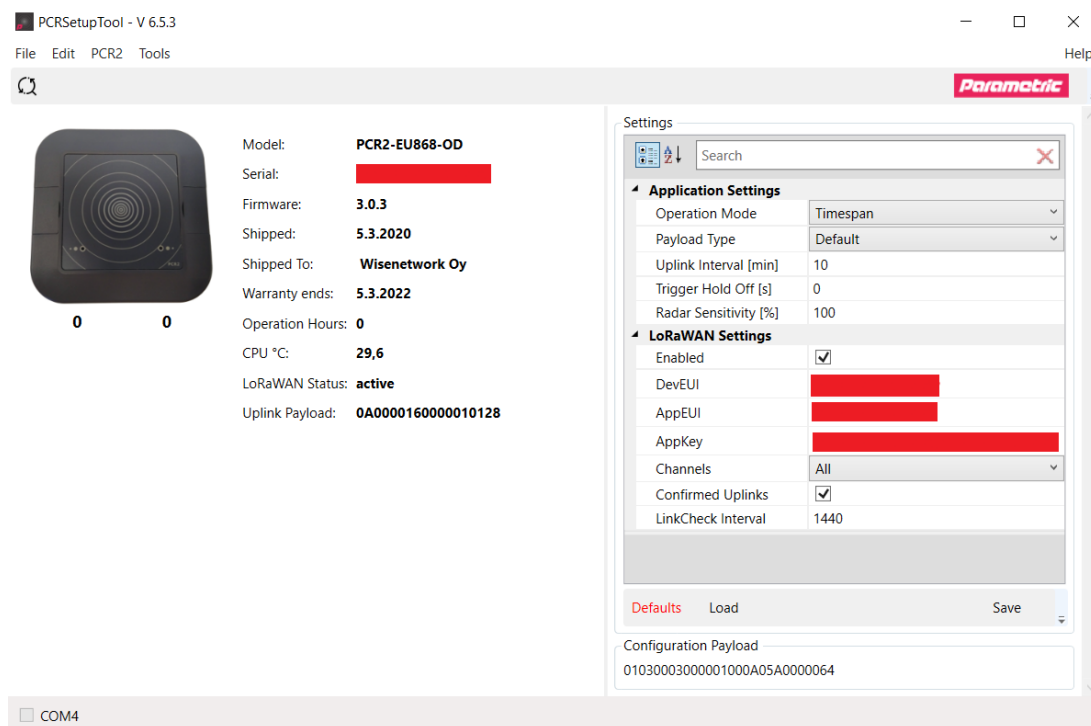 PCRSetupTool - V 6.5.3
File Edit PCR2 Tools Help
Parametric
Model: PCR2-EU868-OD
Serial:
Firmware: 3.0.3
Shipped: 5.3.2020
Shipped To: Wisenetwork Oy
Warranty ends: 5.3.2022
Operation Hours: 0
CPU °C: 29,6
LoRaWAN Status: active
Uplink Payload: 0A0000160000010128
0 0
Settings
Search
Application Settings
Operation Mode Timespan
Payload Type Default
Uplink Interval [min] 10
Trigger Hold Off [s] 0
Radar Sensitivity [%] 100
LoRaWAN Settings
Enabled
DevEUI
AppEUI
AppKey
Channels All
Confirmed Uplinks
LinkCheck Interval 1440
Defaults Load Save
Configuration Payload
01030003000001000A05A0000064
COM4